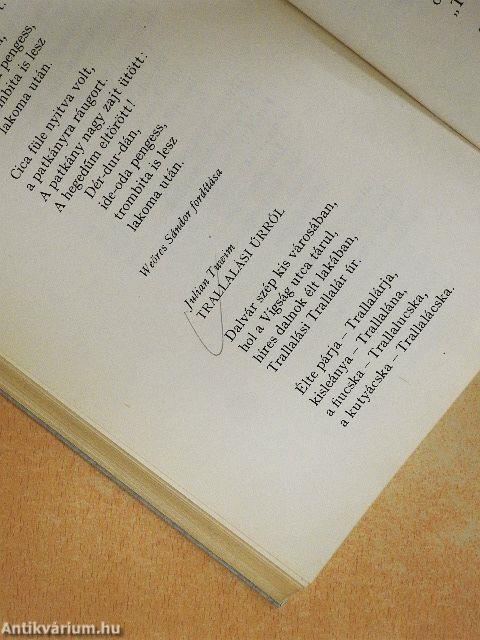 t:
pengess,
trombita is lesz
lakoma után.
Cica füle nyitva volt,
a patkányra ráugort.
A patkány nagy zajt ütött:
A hegedűm eltörött!
Dér-dur-dán,
ide-oda pengess,
trombita is lesz
lakoma után.
Weöres Sándor fordítása
Julian Tuwim
TRALLALÁSI ÚRRÓL
Dalvár szép kis városában,
hol a Vígság utca tárul,
híres dalnok élt lakában,
Trallalási Trallalár úr.
Élte párja – Trallalárja,
kisleánya – Trallalána,
a fiucska – Trallalucska,
a kutyácska – Trallalácska.
Antikvárium.hu